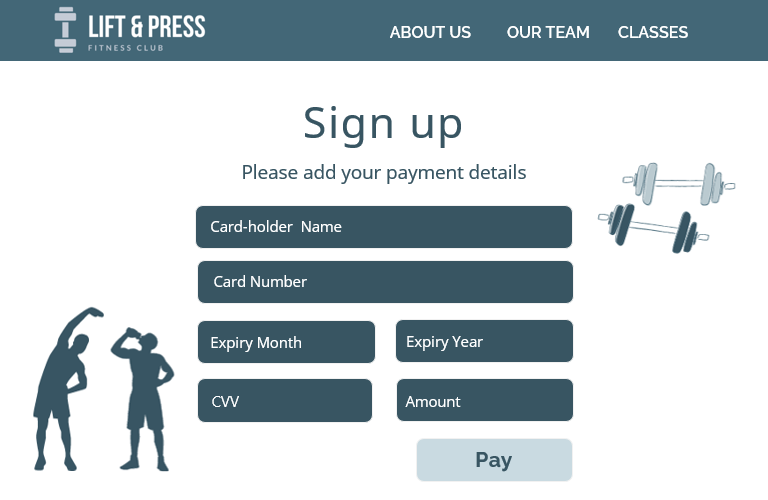 LIFT & PRESS
FITNESS CLUB
ABOUT US OUR TEAM CLASSES
Sign up
Please add your payment details
Card-holder Name
Card Number
Expiry Month Expiry Year
CVV Amount
Pay